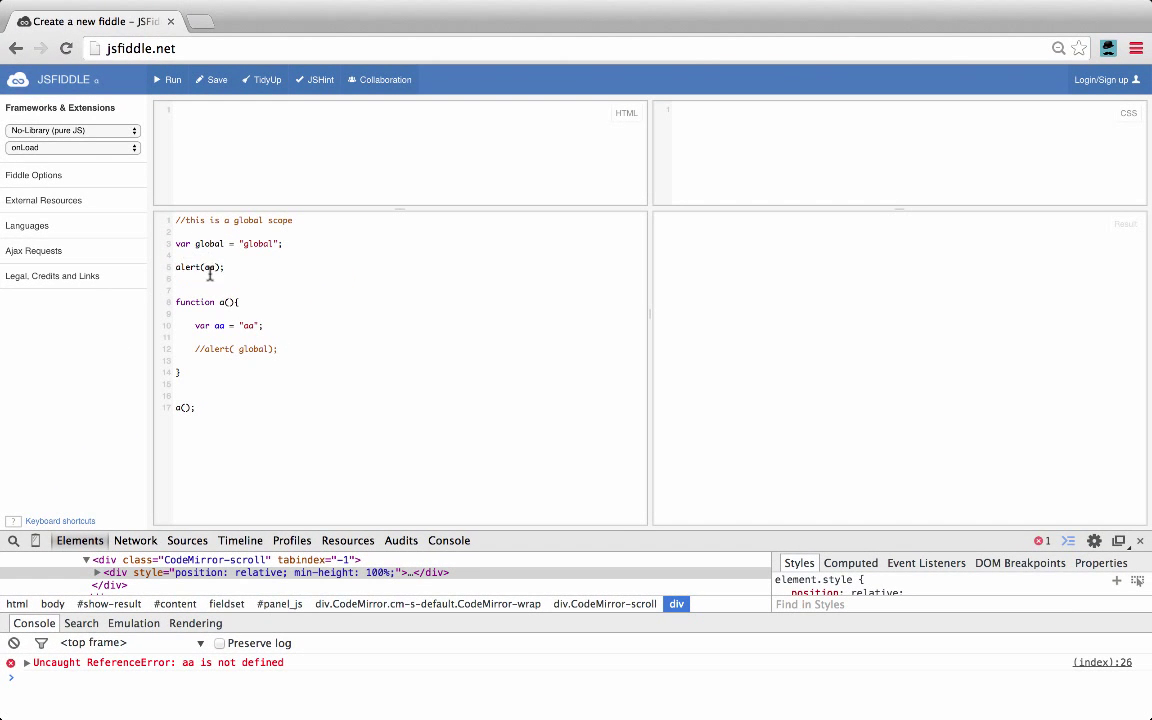 Create a new fiddle – JSFid
jsfiddle.net
JSFIDDLE α
Run Save TidyUp JSHint Collaboration Login/Sign up
Frameworks & Extensions
No-Library (pure JS)
onLoad
Fiddle Options
External Resources
Languages
Ajax Requests
Legal, Credits and Links
? Keyboard shortcuts
1 HTML
1 CSS
1 //this is a global scope
2
3 var global = "global";
4
5 alert(aa);
6
7
8 function a(){
9
10 var aa = "aa";
11
12 //alert( global);
13
14 }
15
16
17 a();
Result
Elements Network Sources Timeline Profiles Resources Audits Console 1
▼<div class="CodeMirror-scroll" tabindex="-1">
▶<div style="position: relative; min-height: 100%;">…</div>
</div>
html body #show-result #content fieldset #panel_js div.CodeMirror.cm-s-default.CodeMirror-wrap div.CodeMirror-scroll div
Styles Computed Event Listeners DOM Breakpoints Properties
element.style {
position: relative;
Find in Styles
Console Search Emulation Rendering
<top frame> ▼ Preserve log
▶Uncaught ReferenceError: aa is not defined (index):26
>